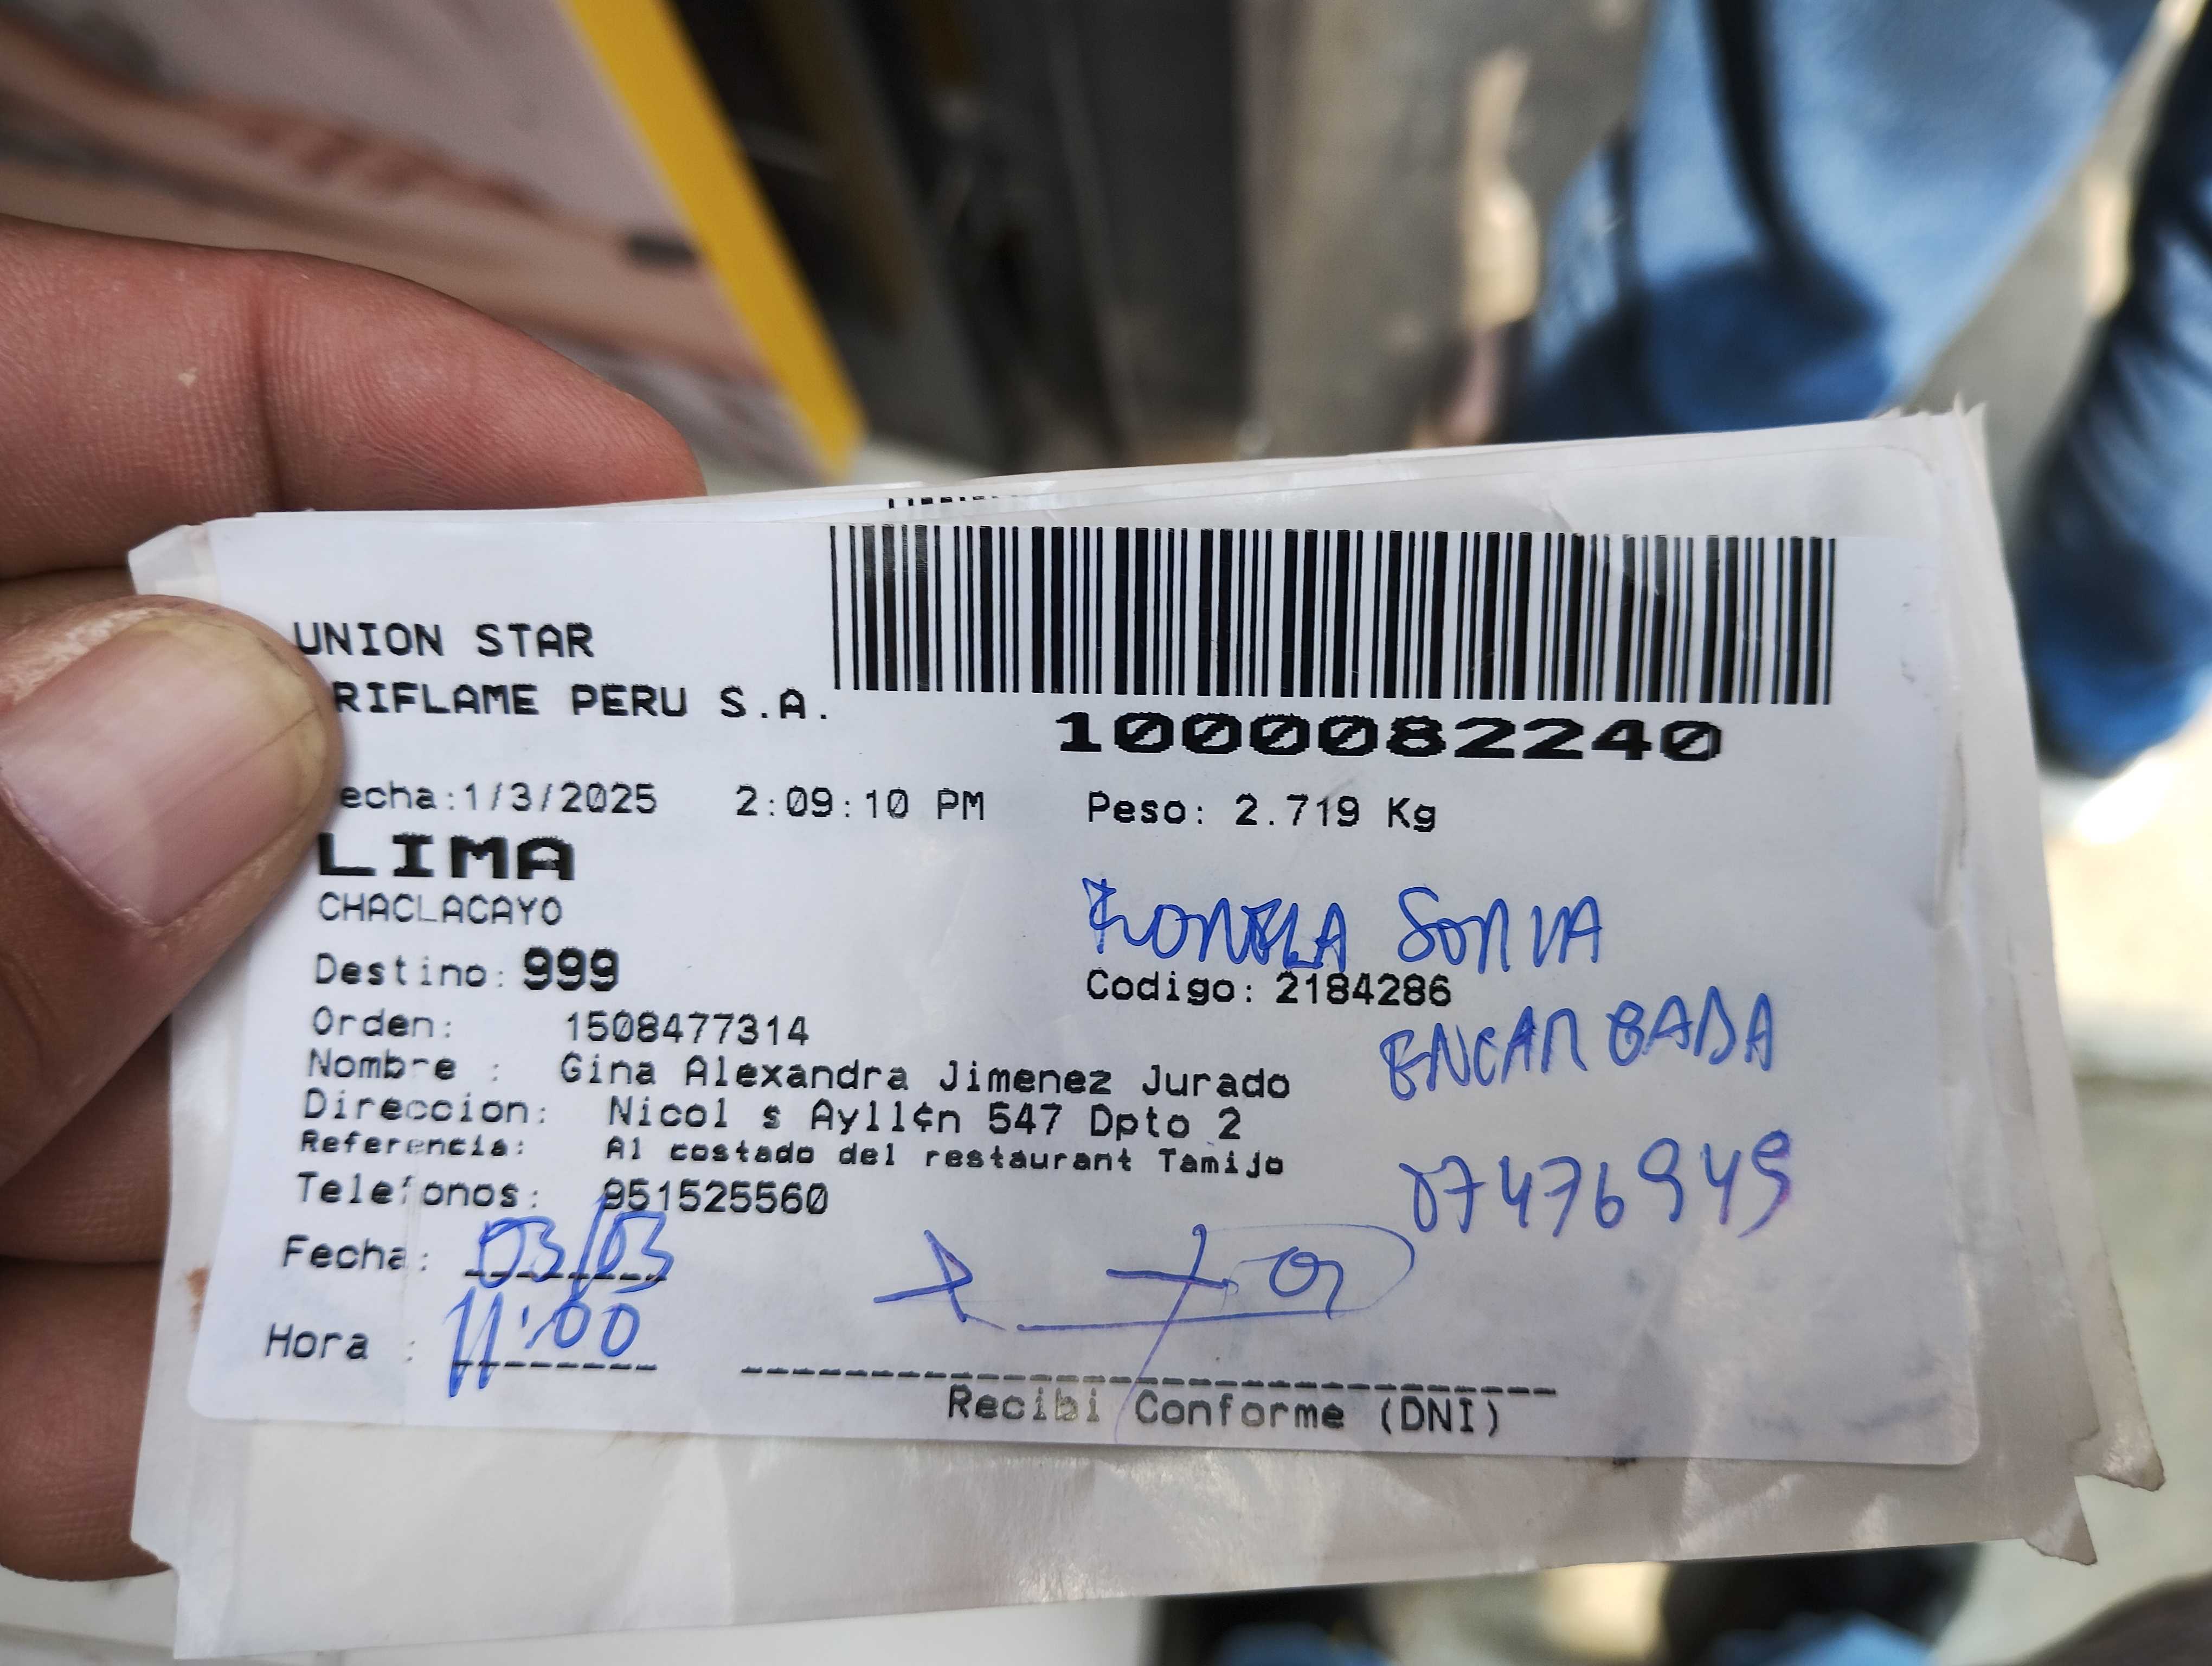 UNION STAR
RIFLAME PERU S.A.
1000082240
echa:1/3/2025 2:09:10 PM Peso: 2.719 Kg
LIMA
CHACLACAYO
SONIA
Destino: 999
Codigo: 2184286
ENCARGADA
Orden: 1508477314
Nombre : Gina Alexandra Jimenez Jurado
Direccion: Nicol s Ayll¢n 547 Dpto 2
Referencia: Al costado del restaurant Tamijo
07476949
Telefonos: 951525560
Fecha: 03/03
Hora : 11:00
Recibi Conforme (DNI)